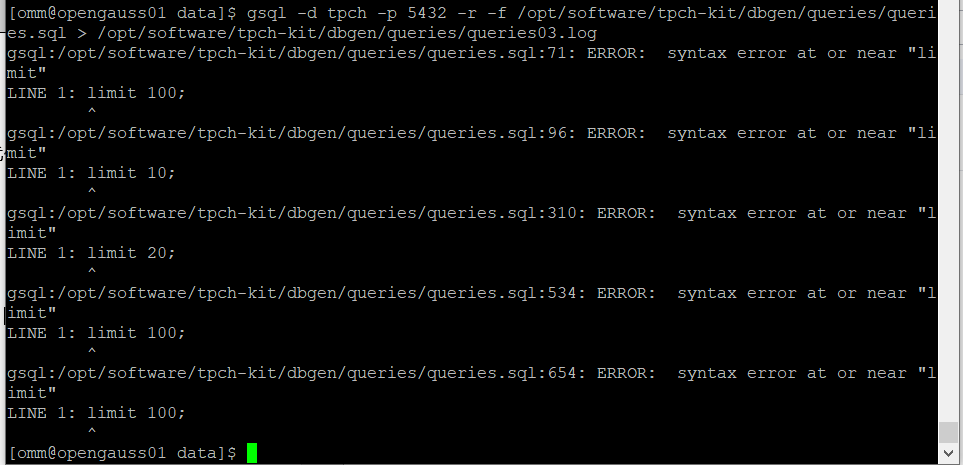 [omm@opengauss01 data]$ gsql -d tpch -p 5432 -r -f /opt/software/tpch-kit/dbgen/queries/queri
es.sql > /opt/software/tpch-kit/dbgen/queries/queries03.log
gsql:/opt/software/tpch-kit/dbgen/queries/queries.sql:71: ERROR:  syntax error at or near "li
mit"
LINE 1: limit 100;
        ^
gsql:/opt/software/tpch-kit/dbgen/queries/queries.sql:96: ERROR:  syntax error at or near "li
mit"
LINE 1: limit 10;
        ^
gsql:/opt/software/tpch-kit/dbgen/queries/queries.sql:310: ERROR:  syntax error at or near "l
imit"
LINE 1: limit 20;
        ^
gsql:/opt/software/tpch-kit/dbgen/queries/queries.sql:534: ERROR:  syntax error at or near "l
imit"
LINE 1: limit 100;
        ^
gsql:/opt/software/tpch-kit/dbgen/queries/queries.sql:654: ERROR:  syntax error at or near "l
imit"
LINE 1: limit 100;
        ^
[omm@opengauss01 data]$